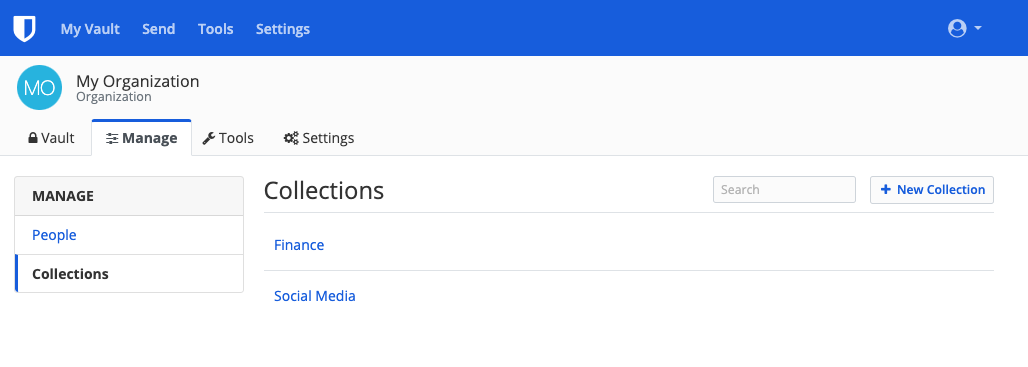 My Vault Send Tools Settings
MO
My Organization
Organization
Vault Manage Tools Settings
MANAGE
People
Collections
Collections
Search
New Collection
Finance
Social Media